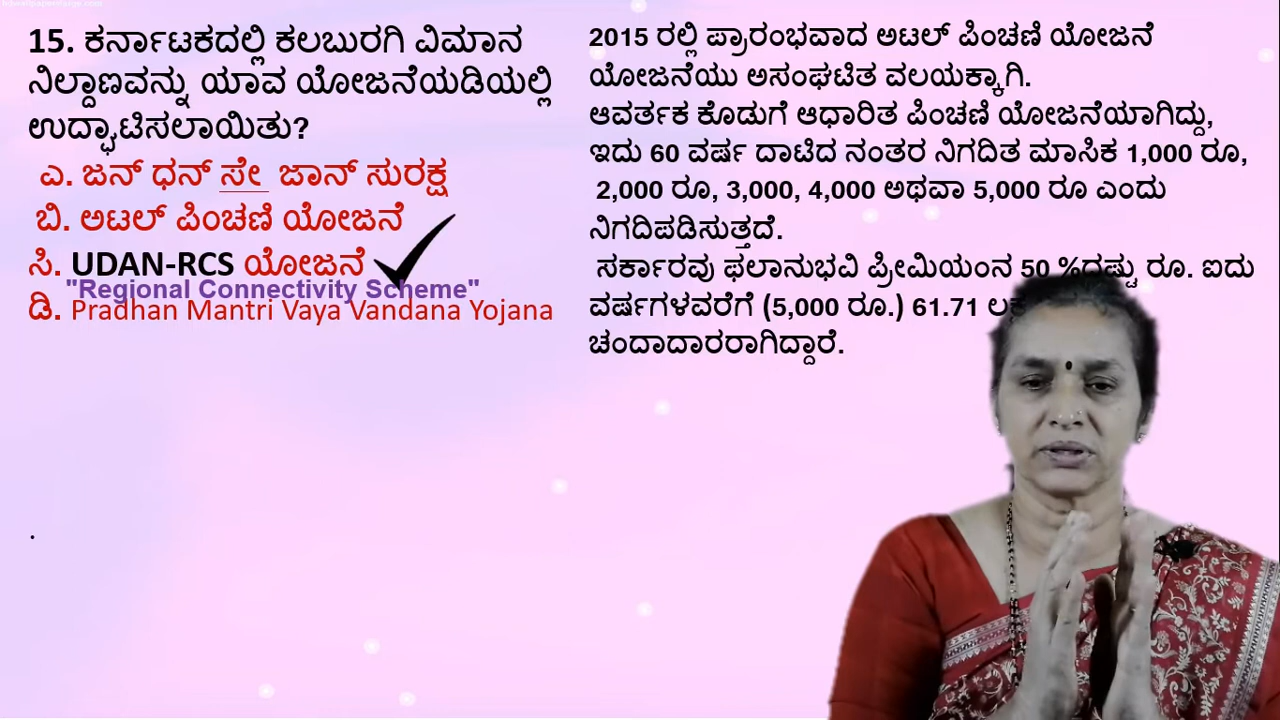 15. ಕರ್ನಾಟಕದಲ್ಲಿ ಕಲಬುರಗಿ ವಿಮಾನ
ನಿಲ್ದಾಣವನ್ನು ಯಾವ ಯೋಜನೆಯಡಿಯಲ್ಲಿ
ಉದ್ಘಾಟಿಸಲಾಯಿತು?
ಎ. ಜನ್ ಧನ್ ಸೇ ಜಾನ್ ಸುರಕ್ಷ
ಬಿ. ಅಟಲ್ ಪಿಂಚಣಿ ಯೋಜನೆ
ಸಿ. UDAN-RCS ಯೋಜನೆ
"Regional Connectivity Scheme"
ಡಿ. Pradhan Mantri Vaya Vandana Yojana
.
2015 ರಲ್ಲಿ ಪ್ರಾರಂಭವಾದ ಅಟಲ್ ಪಿಂಚಣಿ ಯೋಜನೆ
ಯೋಜನೆಯು ಅಸಂಘಟಿತ ವಲಯಕ್ಕಾಗಿ.
ಆವರ್ತಕ ಕೊಡುಗೆ ಆಧಾರಿತ ಪಿಂಚಣಿ ಯೋಜನೆಯಾಗಿದ್ದು,
ಇದು 60 ವರ್ಷ ದಾಟಿದ ನಂತರ ನಿಗದಿತ ಮಾಸಿಕ 1,000 ರೂ,
2,000 ರೂ, 3,000, 4,000 ಅಥವಾ 5,000 ರೂ ಎಂದು
ನಿಗದಿಪಡಿಸುತ್ತದೆ.
ಸರ್ಕಾರವು ಫಲಾನುಭವಿ ಪ್ರೀಮಿಯಂನ 50 %ದಷ್ಟು ರೂ. ಐದು
ವರ್ಷಗಳವರೆಗೆ (5,000 ರೂ.) 61.71
ಚಂದಾದಾರರಾಗಿದ್ದಾರೆ.